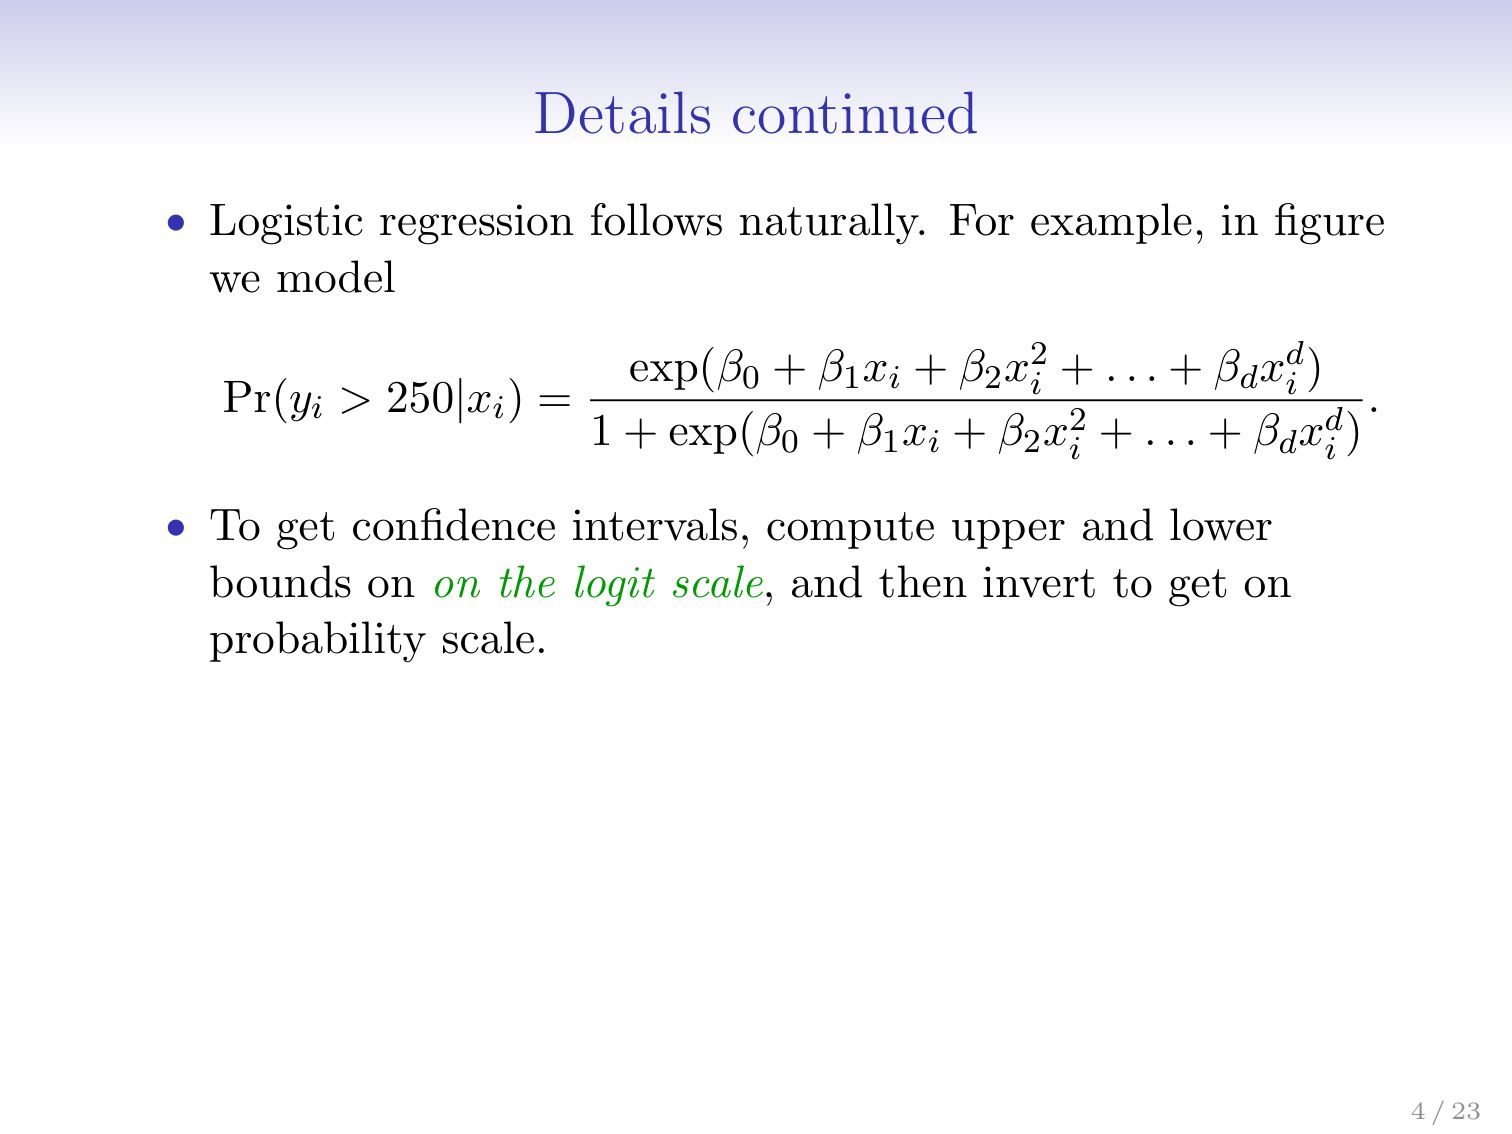 Details continued
• Logistic regression follows naturally. For example, in figure
we model
Pr(yᵢ > 250|xᵢ) = exp(β₀ + β₁xᵢ + β₂xᵢ² + . . . + β_d xᵢᵈ) / 1 + exp(β₀ + β₁xᵢ + β₂xᵢ² + . . . + β_d xᵢᵈ).
• To get confidence intervals, compute upper and lower
bounds on on the logit scale, and then invert to get on
probability scale.
4 / 23